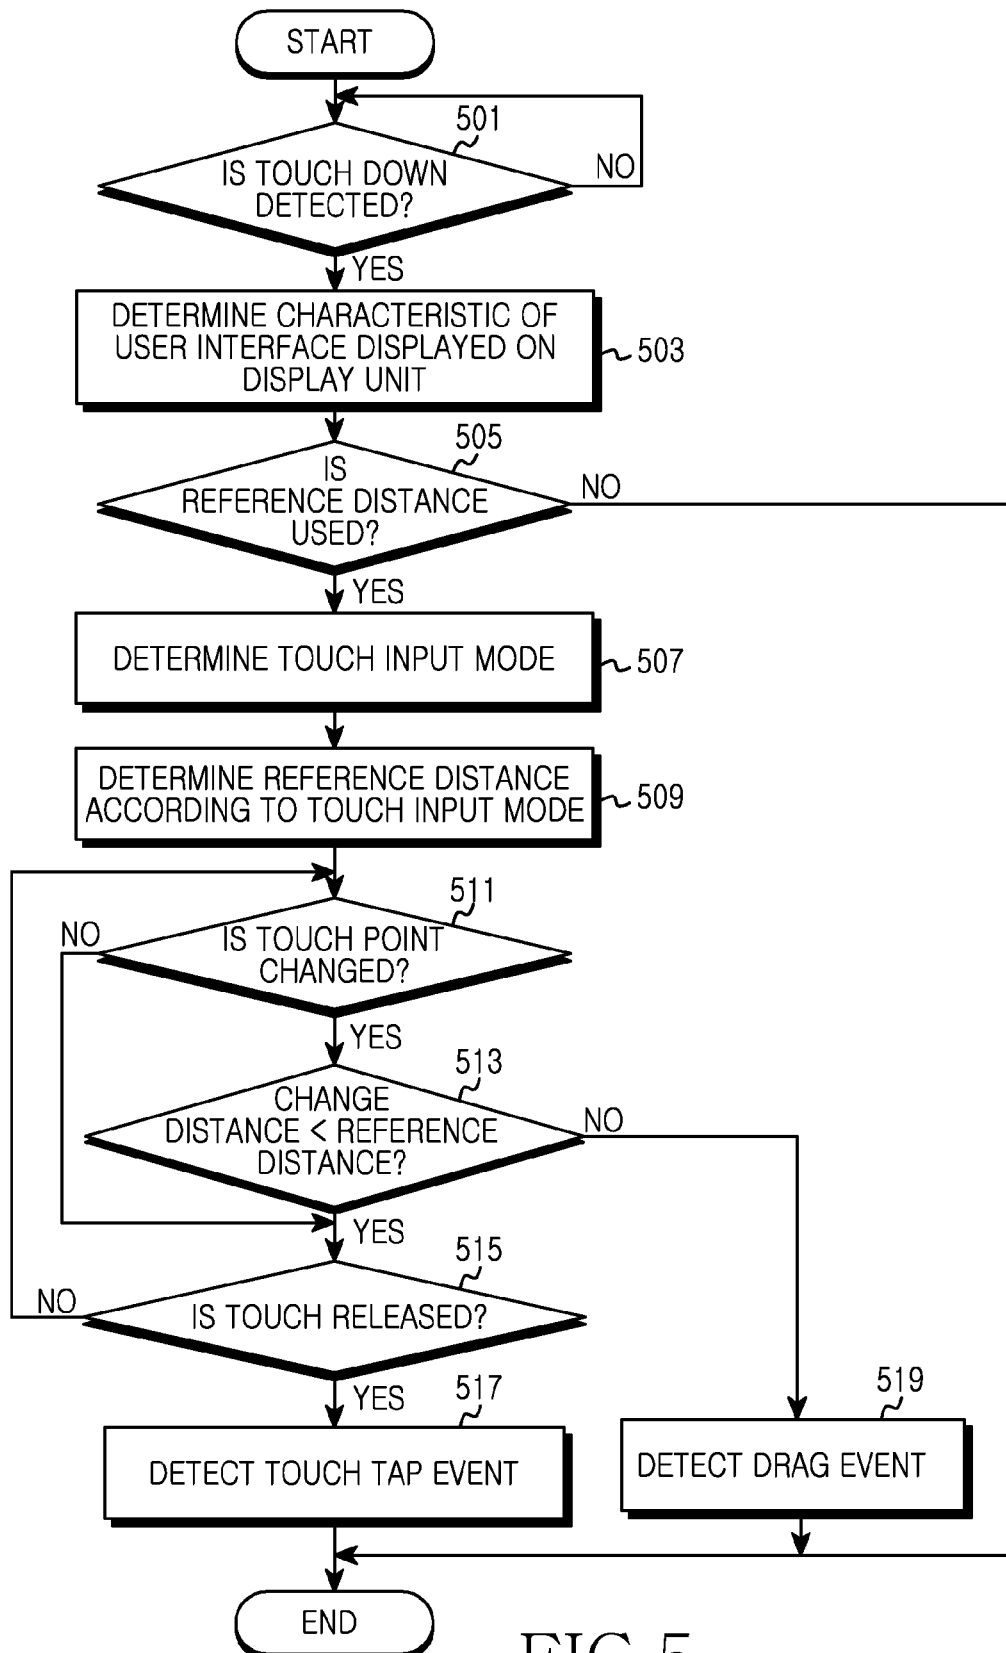 START
501
IS TOUCH DOWN
DETECTED?
NO
YES
DETERMINE CHARACTERISTIC OF
USER INTERFACE DISPLAYED ON
DISPLAY UNIT
503
505
IS
REFERENCE DISTANCE
USED?
NO
YES
DETERMINE TOUCH INPUT MODE
507
DETERMINE REFERENCE DISTANCE
ACCORDING TO TOUCH INPUT MODE
509
511
NO
IS TOUCH POINT
CHANGED?
YES
513
CHANGE
DISTANCE < REFERENCE
DISTANCE?
NO
YES
515
NO
IS TOUCH RELEASED?
YES
517
519
DETECT TOUCH TAP EVENT
DETECT DRAG EVENT
END
FIG.5